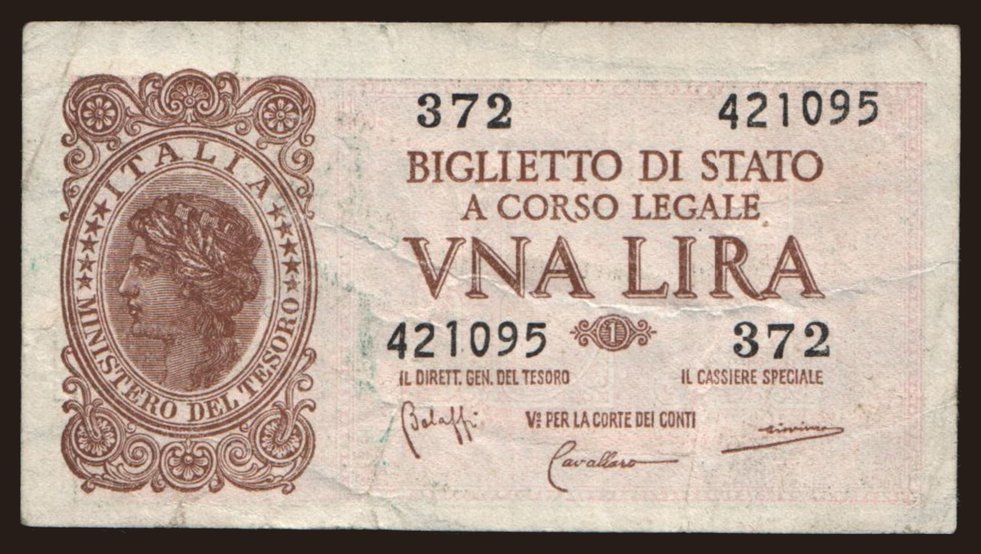 372 421095
ITALIA
BIGLIETTO DI STATO
A CORSO LEGALE
VNA LIRA
MINISTERO DEL TESORO
421095 1 372
IL DIRETT. GEN. DEL TESORO IL CASSIERE SPECIALE
Bolaffi Vº PER LA CORTE DEI CONTI
Cavallaro